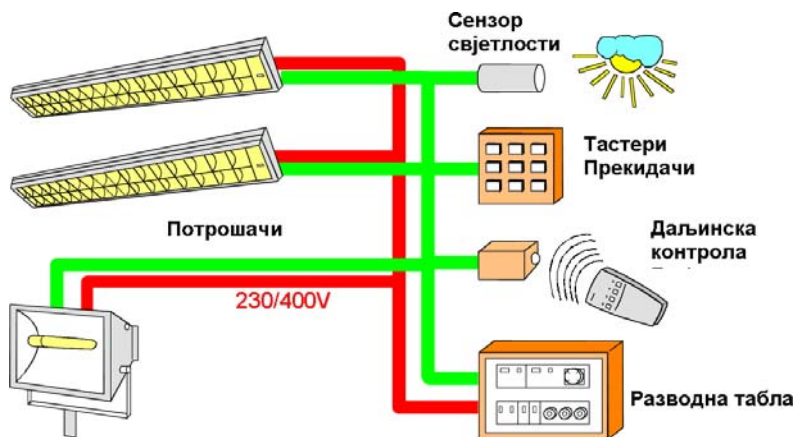 Сензор
свјетлости
Тастери
Прекидачи
Потрошачи
Даљинска
контрола
230/400V
Разводна табла